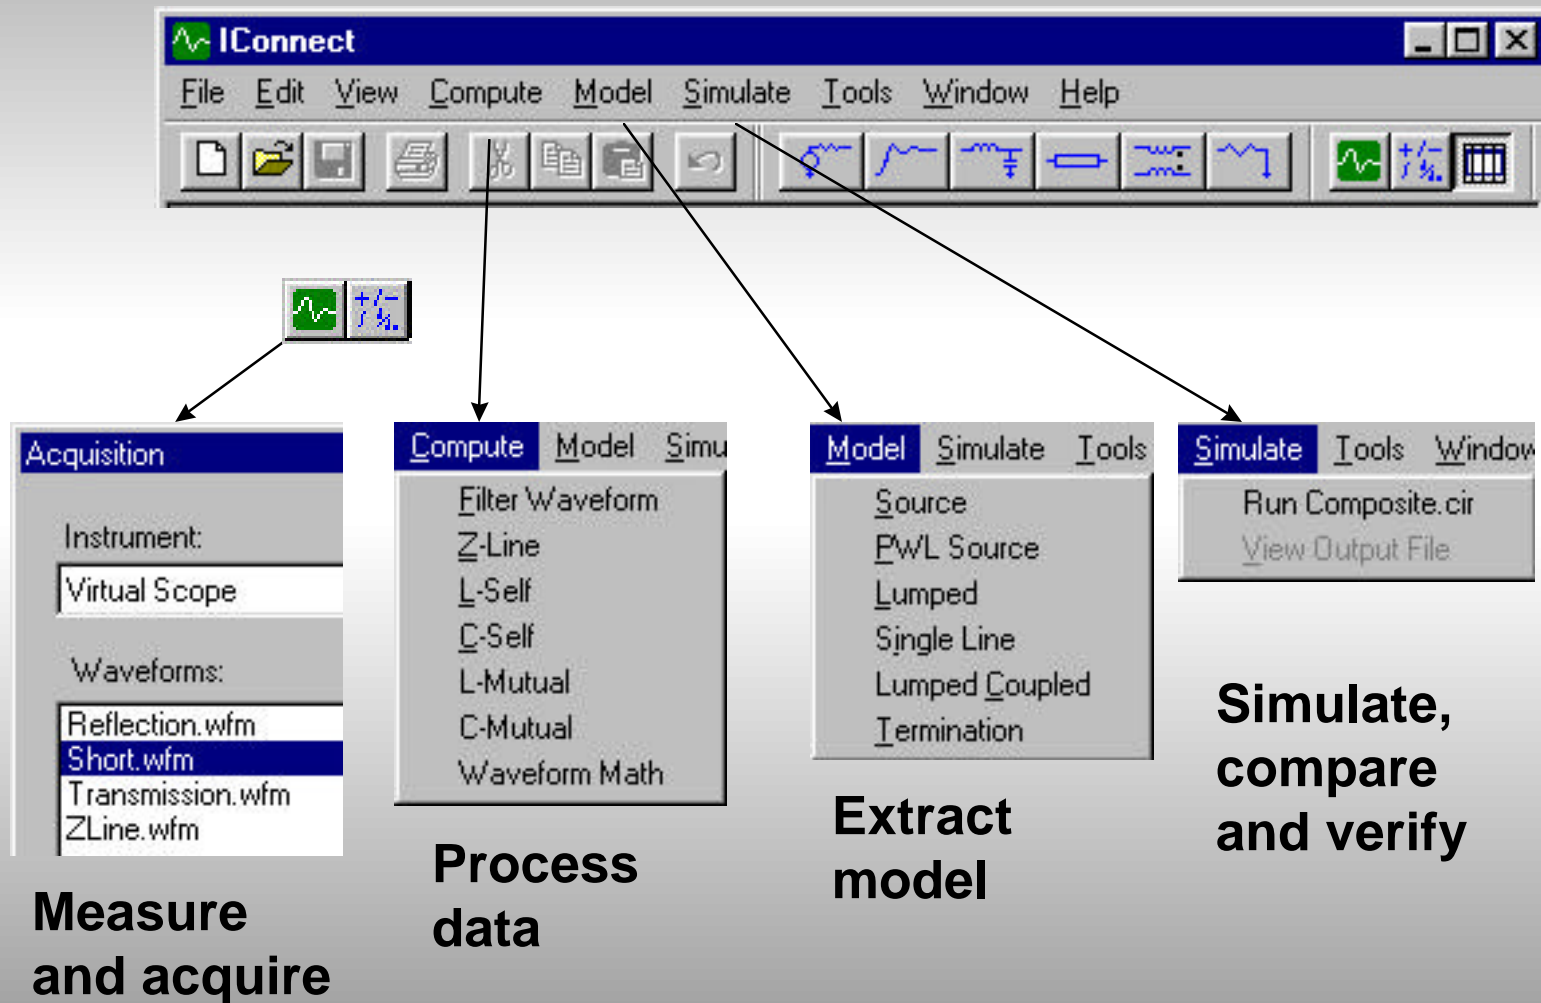 IConnect
File Edit View Compute Model Simulate Tools Window Help
+/-
+/-
Acquisition
Instrument:
Virtual Scope
Waveforms:
Reflection.wfm
Short.wfm
Transmission.wfm
ZLine.wfm
Measure
and acquire
Compute Model Simu
Filter Waveform
Z-Line
L-Self
C-Self
L-Mutual
C-Mutual
Waveform Math
Process
data
Model Simulate Tools
Source
PWL Source
Lumped
Single Line
Lumped Coupled
Termination
Extract
model
Simulate Tools Window
Run Composite.cir
View Output File
Simulate,
compare
and verify